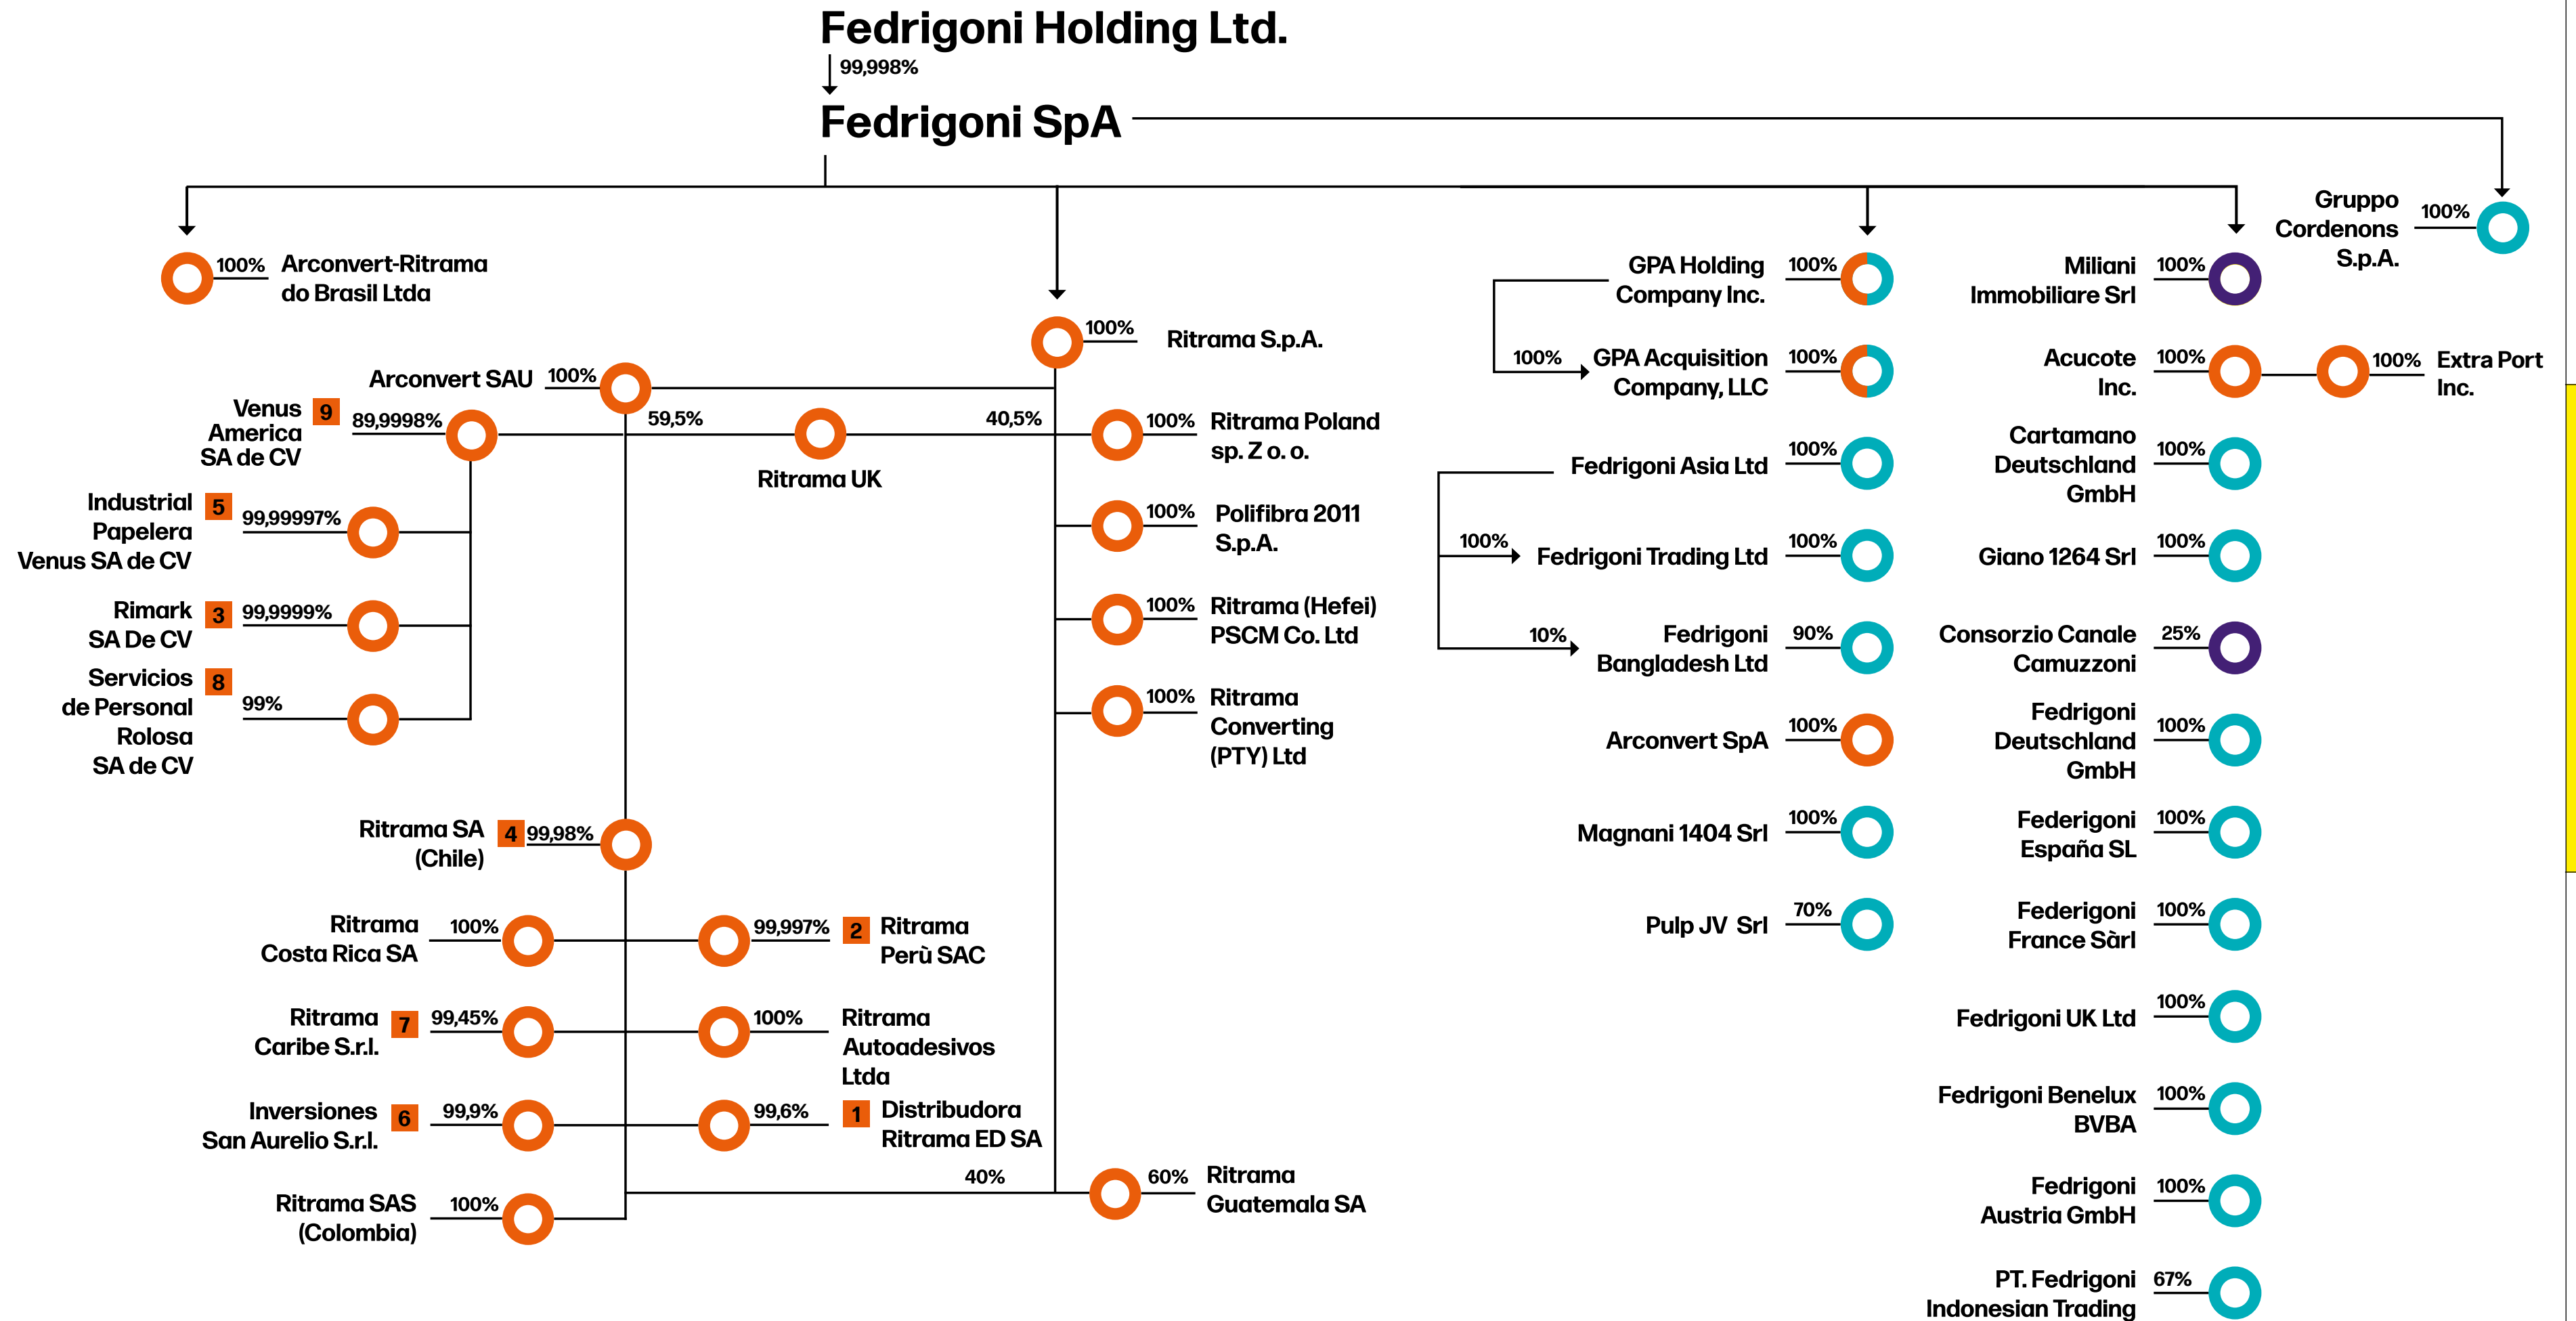 Fedrigoni Holding Ltd.
99,998%
Fedrigoni SpA
100%
Arconvert-Ritrama
do Brasil Ltda
100%
Ritrama S.p.A.
Arconvert SAU
100%
Venus
America
SA de CV
9
89,9998%
59,5%
40,5%
Ritrama UK
Industrial
Papelera
Venus SA de CV
5
99,99997%
Rimark
SA De CV
3
99,9999%
Servicios
de Personal
Rolosa
SA de CV
8
99%
100%
Ritrama Poland
sp. Z o. o.
100%
Polifibra 2011
S.p.A.
100%
Ritrama (Hefei)
PSCM Co. Ltd
100%
Ritrama
Converting
(PTY) Ltd
Ritrama SA
(Chile)
4
99,98%
Ritrama
Costa Rica SA
100%
99,997%
2
Ritrama
Perù SAC
Ritrama
Caribe S.r.l.
7
99,45%
100%
Ritrama
Autoadesivos
Ltda
Inversiones
San Aurelio S.r.l.
6
99,9%
99,6%
1
Distribudora
Ritrama ED SA
Ritrama SAS
(Colombia)
100%
40%
60%
Ritrama
Guatemala SA
GPA Holding
Company Inc.
100%
100%
GPA Acquisition
Company, LLC
100%
Fedrigoni Asia Ltd
100%
100%
Fedrigoni Trading Ltd
100%
10%
Fedrigoni
Bangladesh Ltd
90%
Arconvert SpA
100%
Magnani 1404 Srl
100%
Pulp JV Srl
70%
Miliani
Immobiliare Srl
100%
Acucote
Inc.
100%
100%
Extra Port
Inc.
Cartamano
Deutschland
GmbH
100%
Giano 1264 Srl
100%
Consorzio Canale
Camuzzoni
25%
Fedrigoni
Deutschland
GmbH
100%
Federigoni
España SL
100%
Federigoni
France Sàrl
100%
Fedrigoni UK Ltd
100%
Fedrigoni Benelux
BVBA
100%
Fedrigoni
Austria GmbH
100%
PT. Fedrigoni
Indonesian Trading
67%
Gruppo
Cordenons
S.p.A.
100%